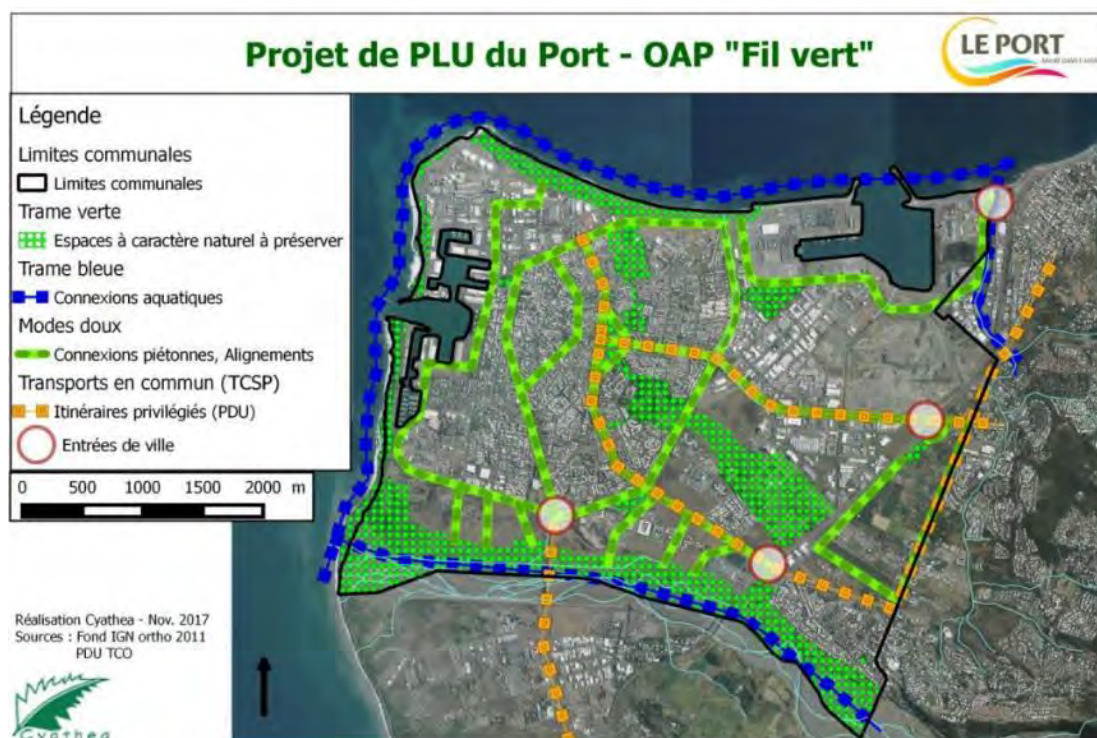 Projet de PLU du Port - OAP "Fil vert"
LE PORT
Légende
Limites communales
Limites communales
Trame verte
Espaces à caractère naturel à préserver
Trame bleue
Connexions aquatiques
Modes doux
Connexions piétonnes, Alignements
Transports en commun (TCSP)
Itinéraires privilégiés (PDU)
Entrées de ville
0 500 1000 1500 2000 m
Réalisation Cyathea - Nov. 2017
Sources : Fond IGN ortho 2011
PDU TCO
Cyathea